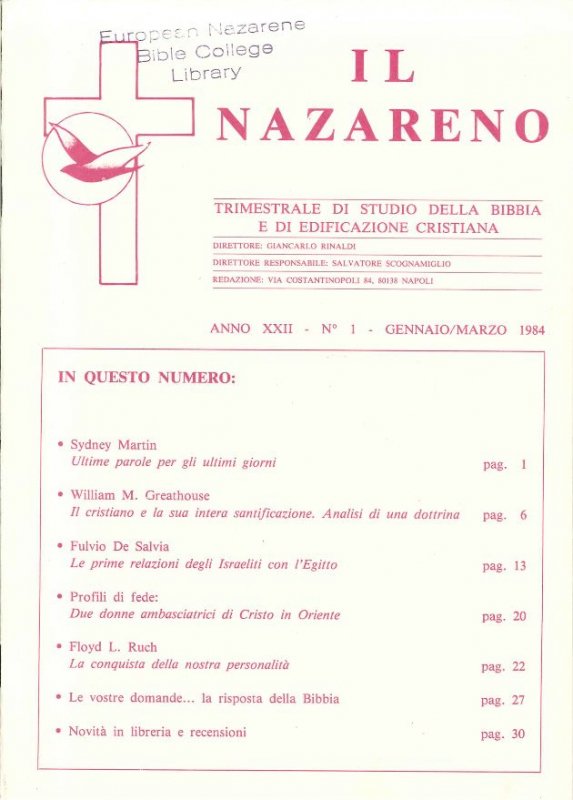 European Nazarene
Bible College
Library
IL
NAZARENO
TRIMESTRALE DI STUDIO DELLA BIBBIA
E DI EDIFICAZIONE CRISTIANA
DIRETTORE: GIANCARLO RINALDI
DIRETTORE RESPONSABILE: SALVATORE SCOGNAMIGLIO
REDAZIONE: VIA COSTANTINOPOLI 84, 80138 NAPOLI
ANNO XXII - N° 1 - GENNAIO/MARZO 1984
IN QUESTO NUMERO:
• Sydney Martin
Ultime parole per gli ultimi giorni pag. 1
• William M. Greathouse
Il cristiano e la sua intera santificazione. Analisi di una dottrina pag. 6
• Fulvio De Salvia
Le prime relazioni degli Israeliti con l'Egitto pag. 13
• Profili di fede:
Due donne ambasciatrici di Cristo in Oriente pag. 20
• Floyd L. Ruch
La conquista della nostra personalità pag. 22
• Le vostre domande... la risposta della Bibbia pag. 27
• Novità in libreria e recensioni pag. 30